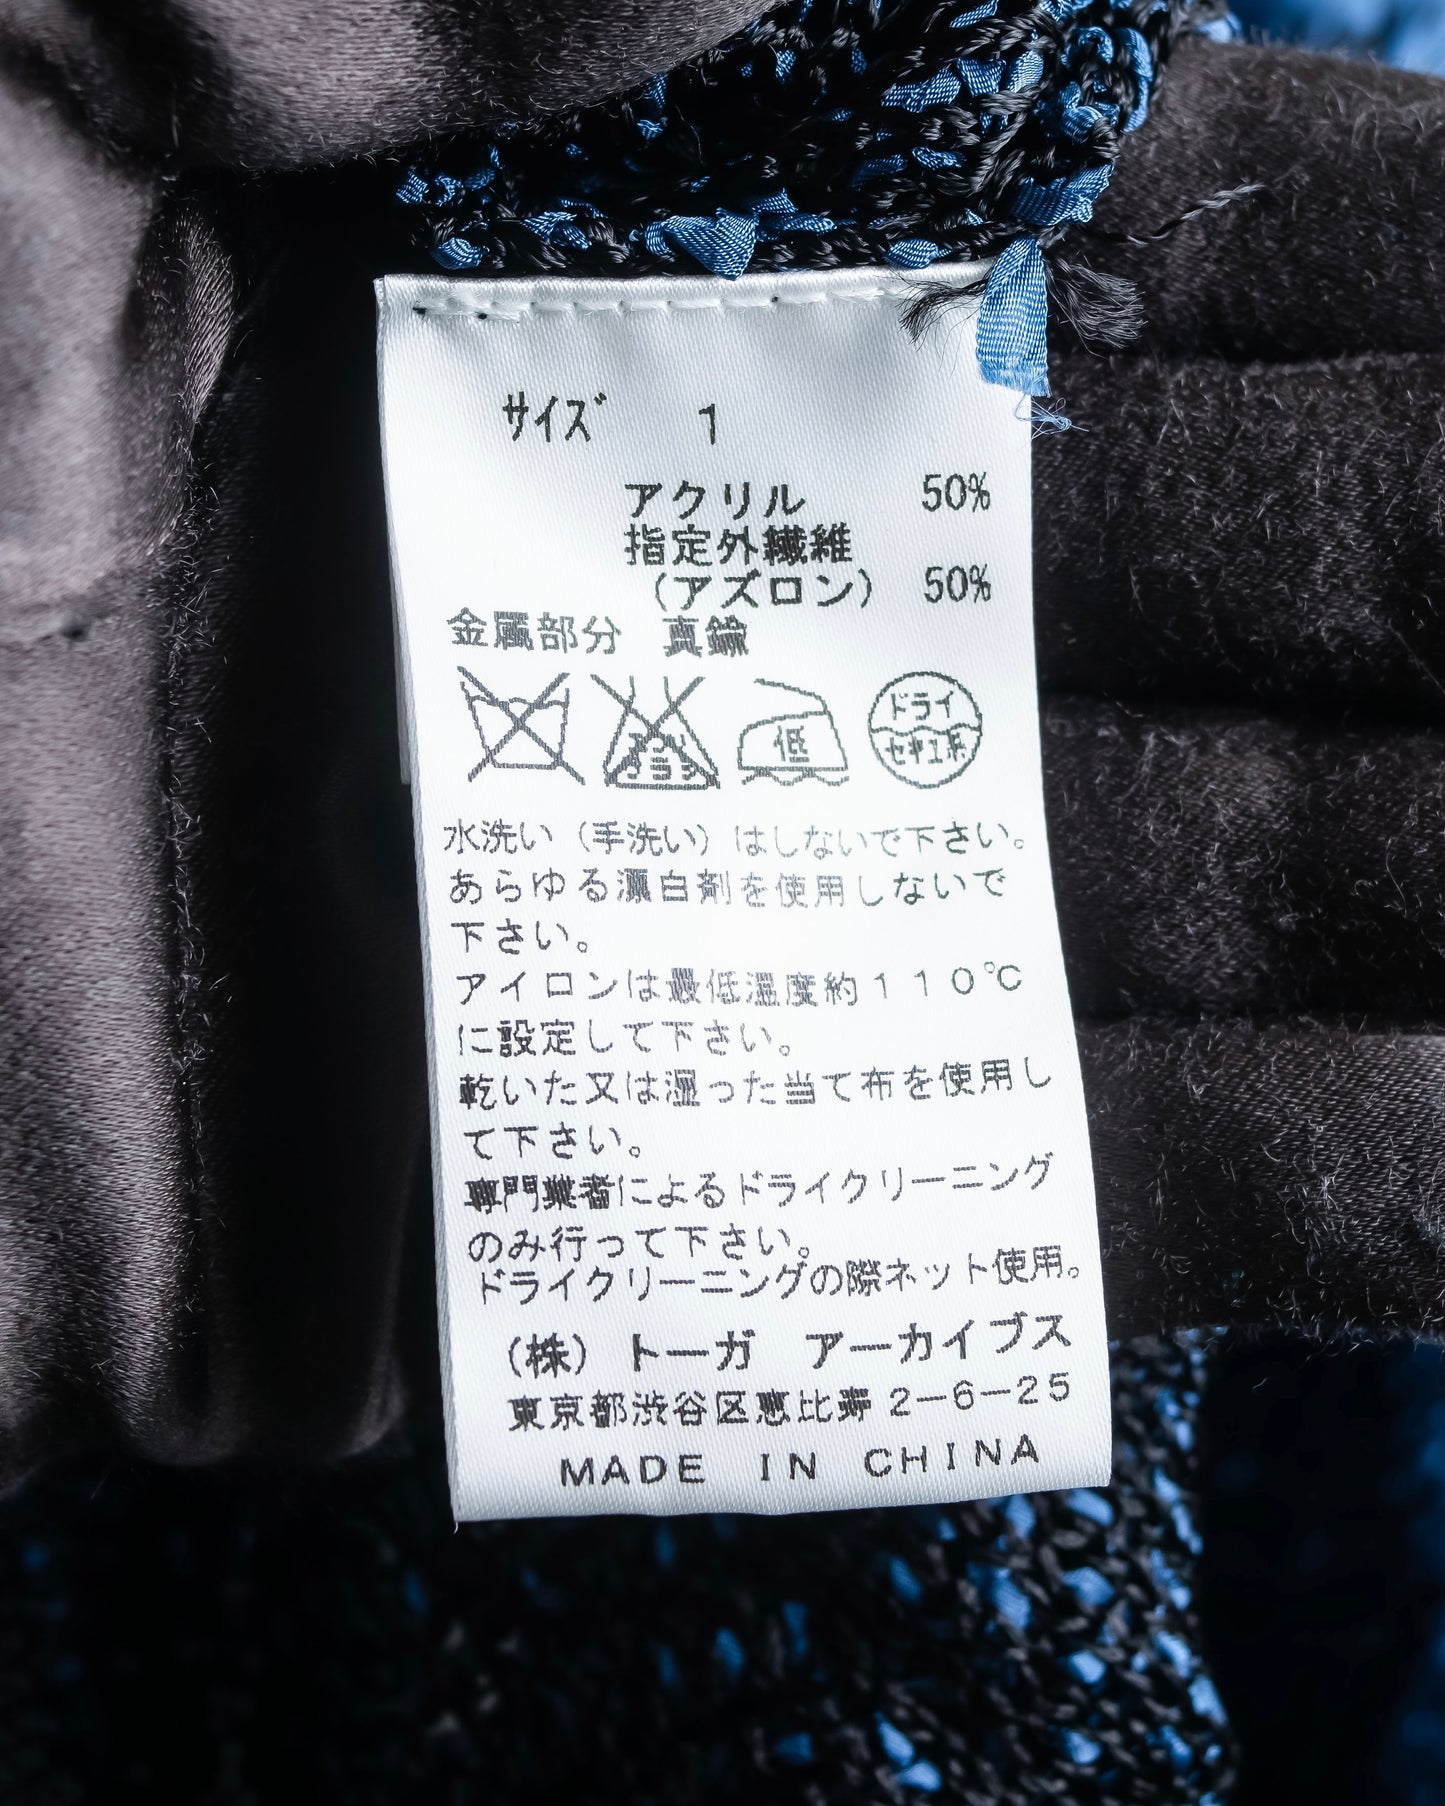 サイズ 1
アクリル 50%
指定外繊維
(アズロン) 50%
金属部分 真鍮
低
ドライ
セキユ系
水洗い(手洗い)はしないで下さい。
あらゆる漂白剤を使用しないで
下さい。
アイロンは最低温度約110℃
に設定して下さい。
乾いた又は湿った当て布を使用し
て下さい。
専門業者によるドライクリーニング
のみ行って下さい。
ドライクリーニングの際ネット使用。
(株) トーガ アーカイブス
東京都渋谷区恵比寿2-6-25
MADE IN CHINA